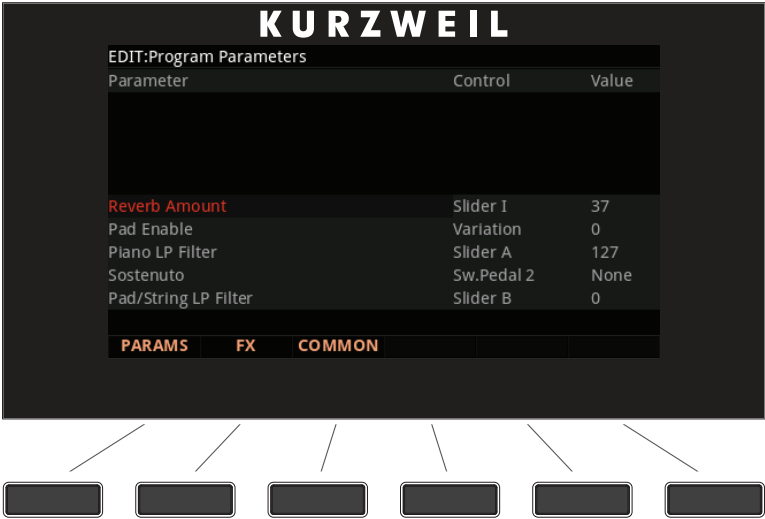 KURZWEIL
EDIT:Program Parameters
Parameter Control Value
Reverb Amount Slider I 37
Pad Enable Variation 0
Piano LP Filter Slider A 127
Sostenuto Sw.Pedal 2 None
Pad/String LP Filter Slider B 0
PARAMS FX COMMON